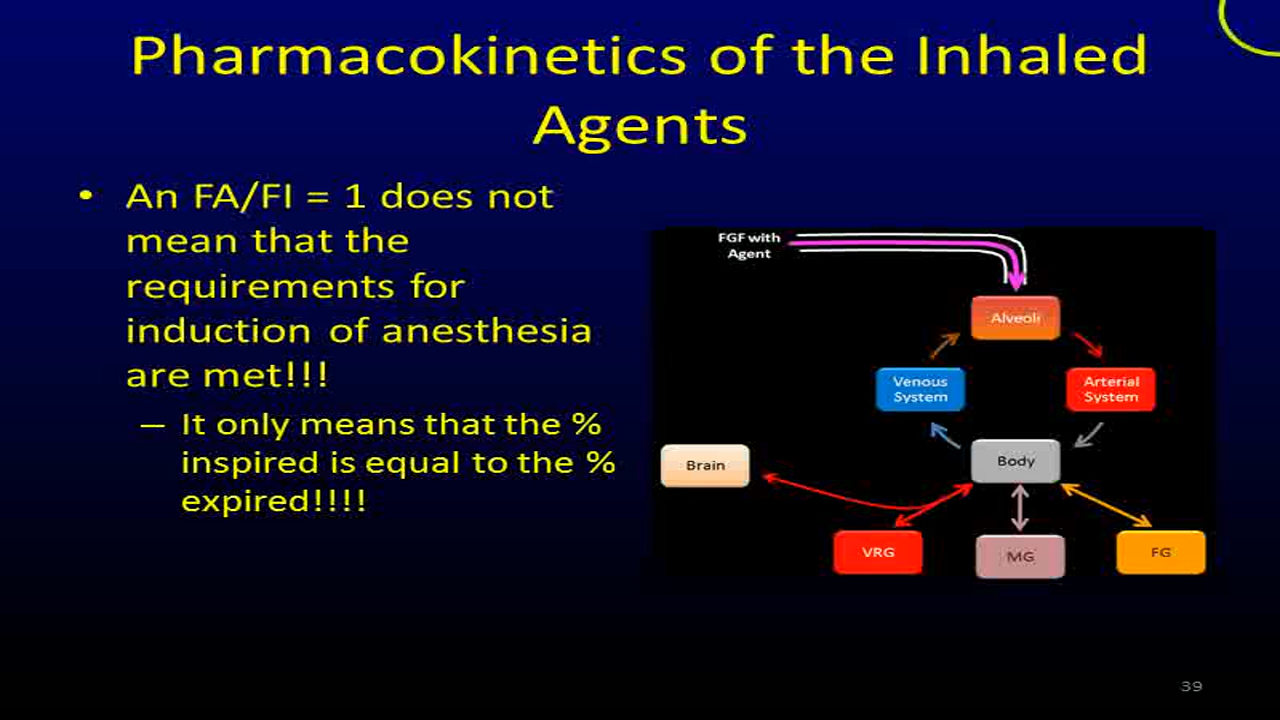 Pharmacokinetics of the Inhaled
Agents
• An FA/FI = 1 does not
mean that the
requirements for
induction of anesthesia
are met!!!
– It only means that the %
inspired is equal to the %
expired!!!!
FGF with
Agent
Alveoli
Venous
System
Arterial
System
Brain
Body
VRG
MG
FG
39